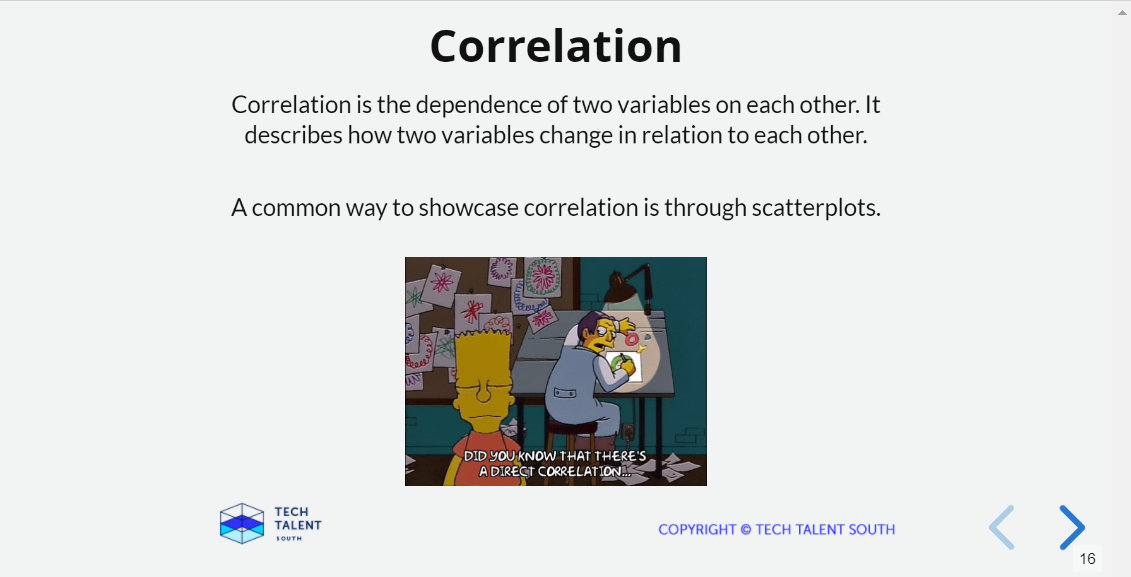 Correlation
Correlation is the dependence of two variables on each other. It
describes how two variables change in relation to each other.
A common way to showcase correlation is through scatterplots.
DID YOU KNOW THAT THERE'S
A DIRECT CORRELATION...
TECH
TALENT
SOUTH
COPYRIGHT © TECH TALENT SOUTH
16